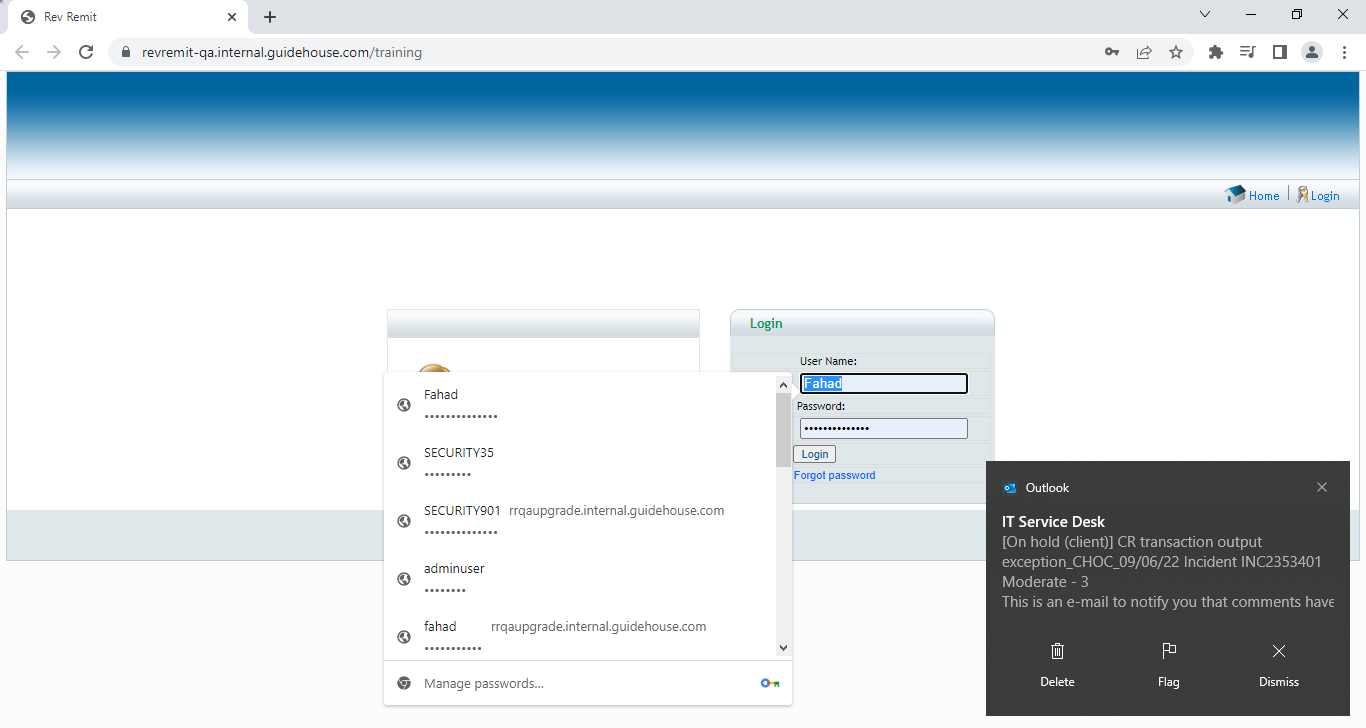 Rev Remit
revremit-qa.internal.guidehouse.com/training
Home
Login
Login
User Name:
Fahad
Password:
••••••••••••••
Login
Forgot password
Fahad
••••••••••••••
SECURITY35
•••••••••
SECURITY901 rrqaupgrade.internal.guidehouse.com
••••••••••••••
adminuser
••••••••
fahad rrqaupgrade.internal.guidehouse.com
•••••••••••
Manage passwords...
Outlook
IT Service Desk
[On hold (client)] CR transaction output
exception_CHOC_09/06/22 Incident INC2353401
Moderate - 3
This is an e-mail to notify you that comments have
Delete
Flag
Dismiss